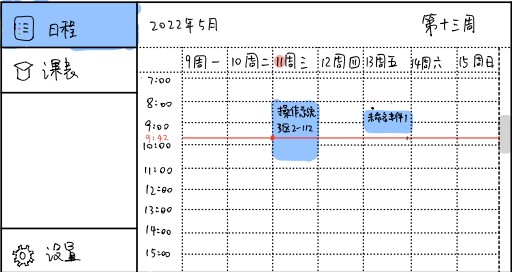 日程
2022年5月
第十三周
课表
9周一
10周二
11周三
12周四
13周五
14周六
15周日
7:00
8:00
操作系统
3区2-112
未命名事件1
9:00
9:42
10:00
11:00
12:00
13:00
14:00
15:00
设置